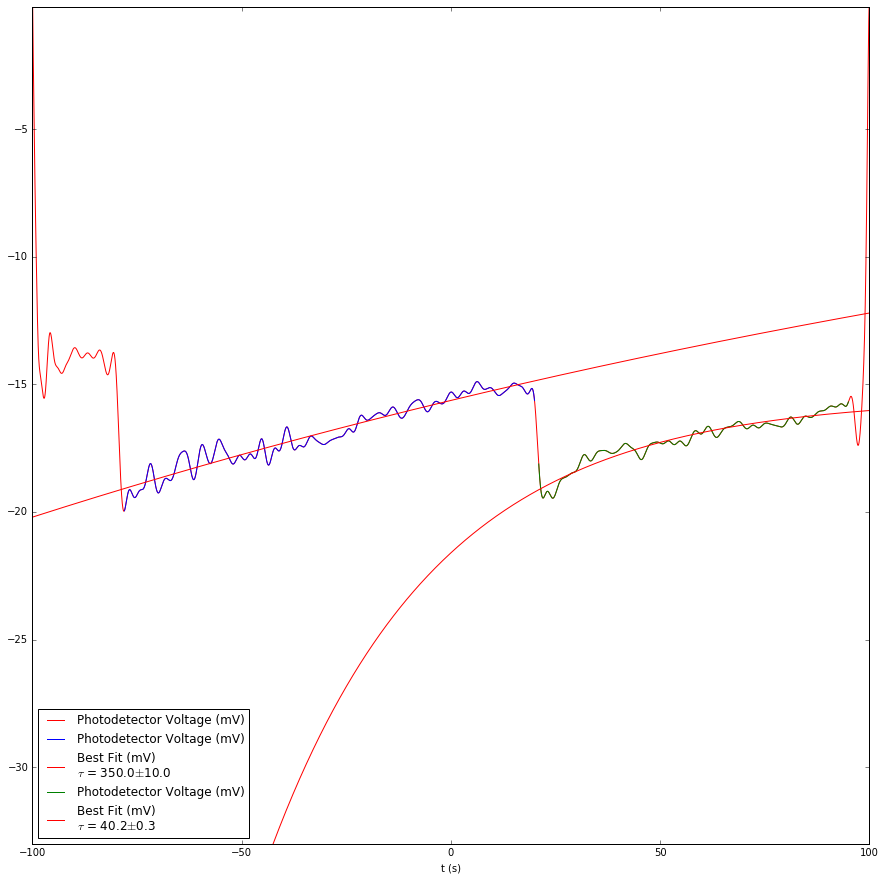 −5
−10
−15
−20
−25
−30
Photodetector Voltage (mV)
Photodetector Voltage (mV)
Best Fit (mV)
τ = 350.0±10.0
Photodetector Voltage (mV)
Best Fit (mV)
τ = 40.2±0.3
−100
−50
0
50
100
t (s)